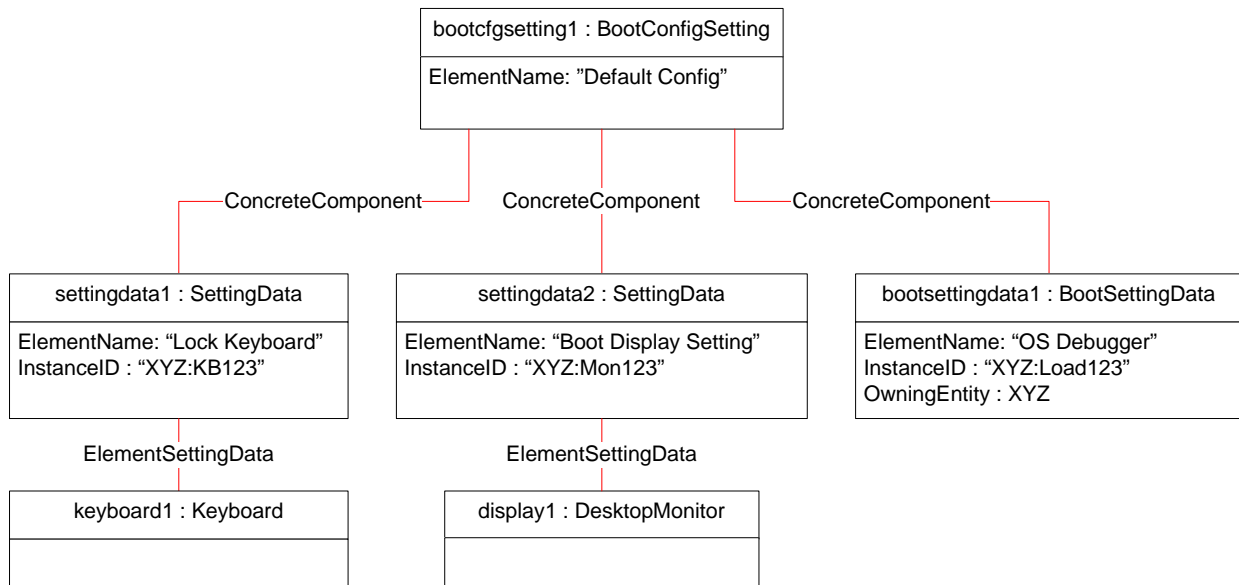 bootcfgsetting1 : BootConfigSetting
ElementName: ”Default Config”
ConcreteComponent
ConcreteComponent
ConcreteComponent
settingdata1 : SettingData
ElementName: “Lock Keyboard”
InstanceID : “XYZ:KB123”
settingdata2 : SettingData
ElementName: “Boot Display Setting”
InstanceID : “XYZ:Mon123”
bootsettingdata1 : BootSettingData
ElementName: “OS Debugger”
InstanceID : “XYZ:Load123”
OwningEntity : XYZ
ElementSettingData
ElementSettingData
keyboard1 : Keyboard
display1 : DesktopMonitor